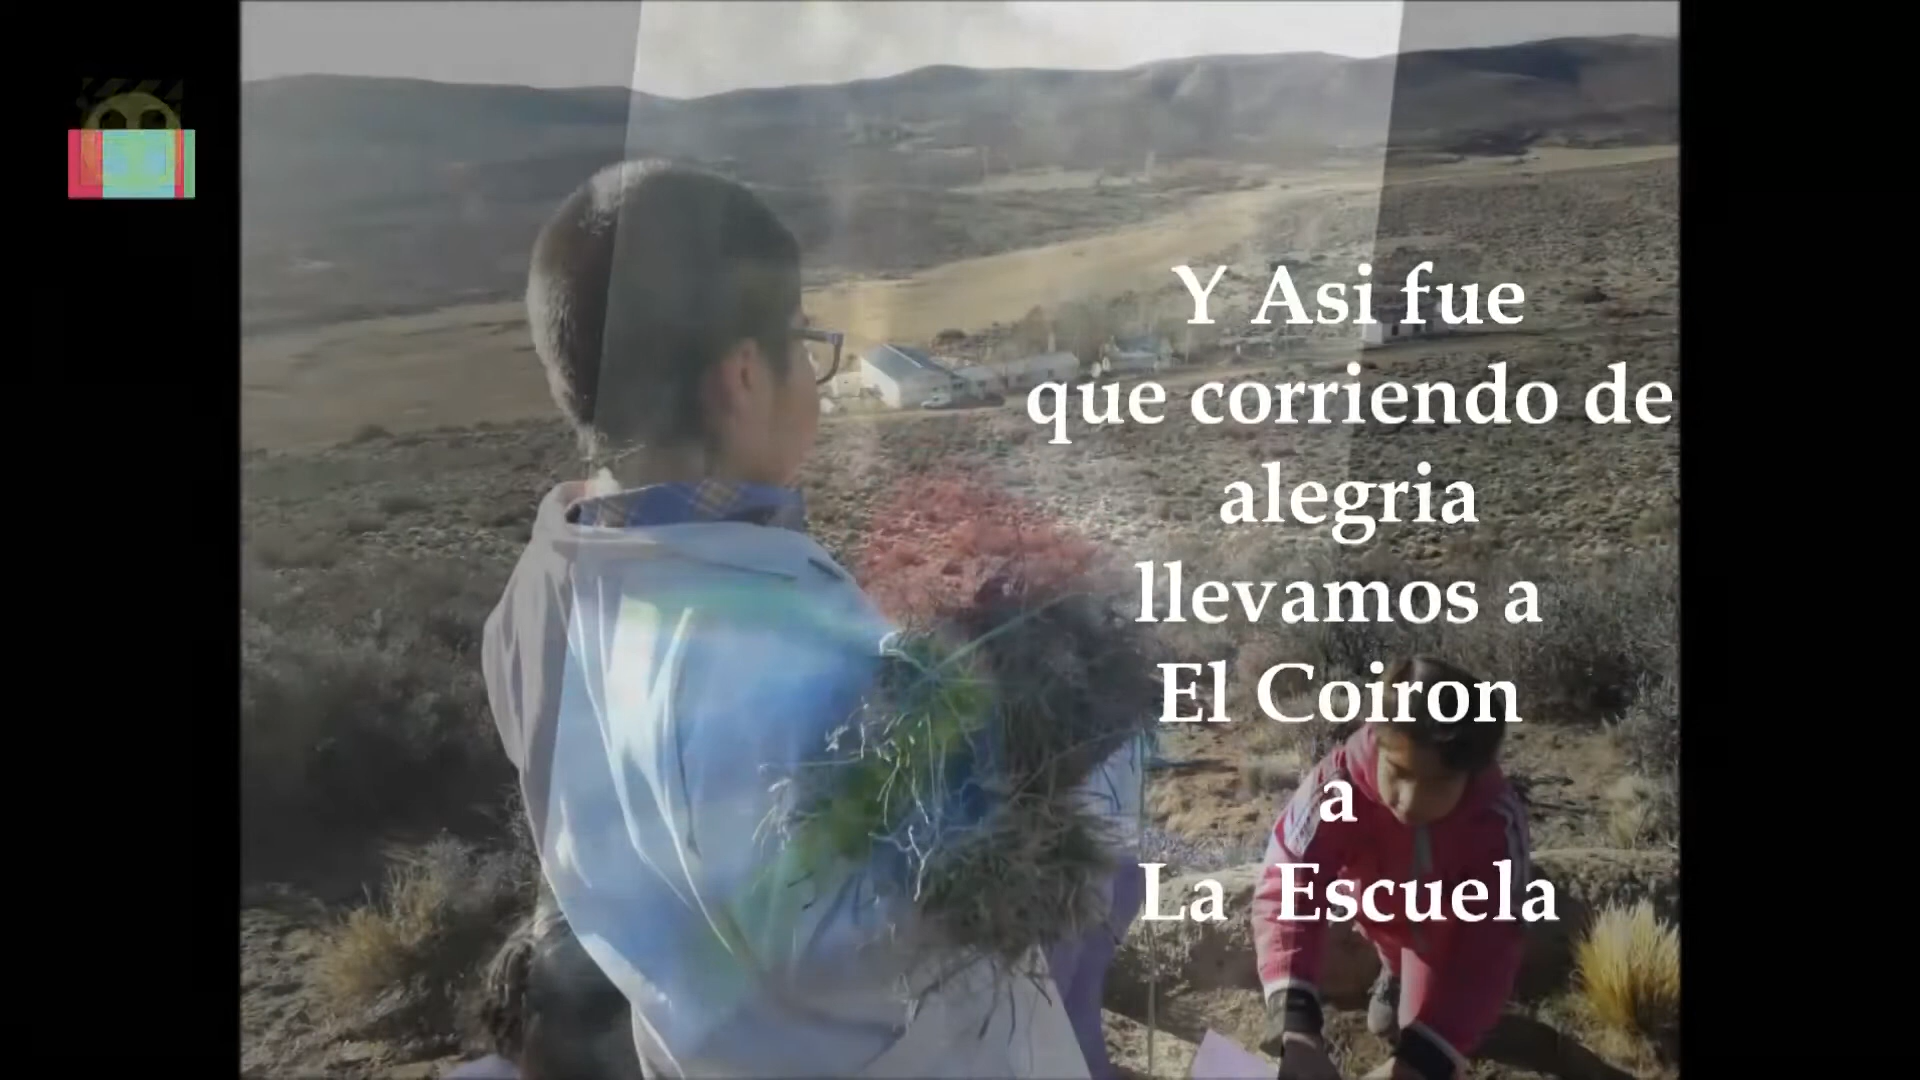 Y Asi fue
que corriendo de
alegria
llevamos a
El Coiron
a
La Escuela